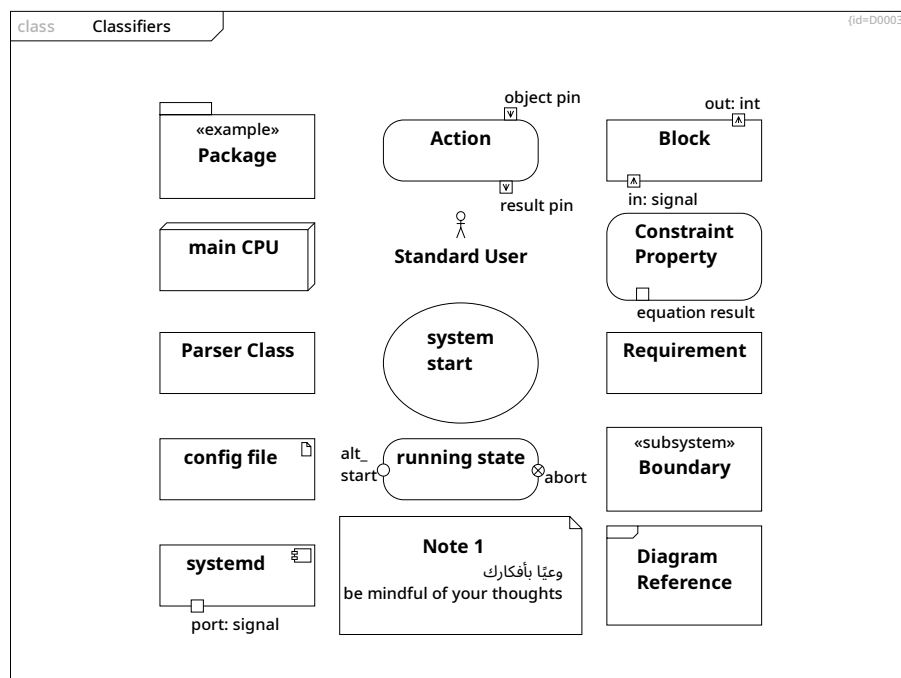 class Classifiers
{id=D0003
«example»
Package
object pin
Action
result pin
out: int
Block
in: signal
main CPU
Standard User
Constraint
Property
equation result
Parser Class
system
start
Requirement
config file
alt_
start
running state
abort
«subsystem»
Boundary
systemd
port: signal
Note 1
وعيًا بأفكارك
be mindful of your thoughts
Diagram
Reference